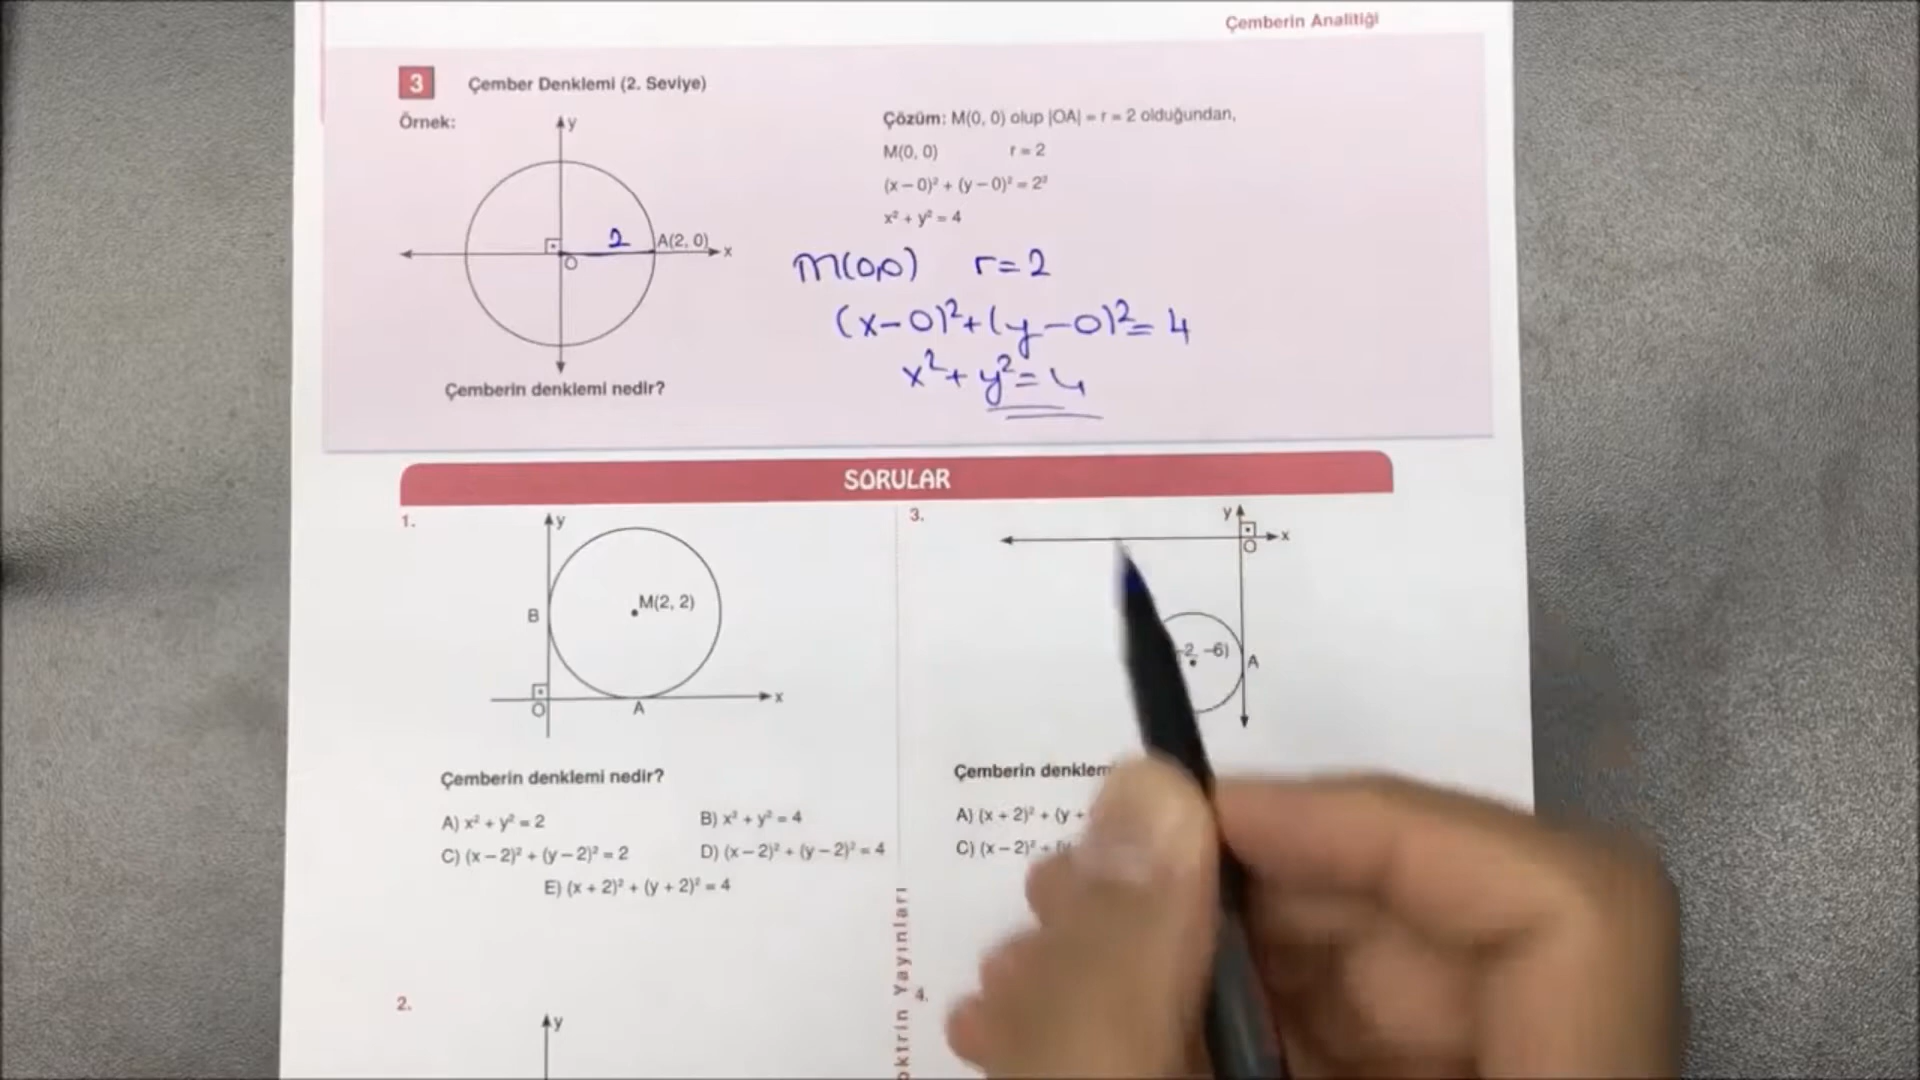 Çemberin Analitiği
3 Çember Denklemi (2. Seviye)
Örnek:
y
2
A(2, 0)
x
O
Çemberin denklemi nedir?
Çözüm: M(0, 0) olup |OA| = r = 2 olduğundan,
M(0, 0) r = 2
(x – 0)² + (y – 0)² = 2²
x² + y² = 4
M(0,0) r=2
(x-0)²+(y-0)²=4
x²+y²=4
SORULAR
1.
y
M(2, 2)
B
O
A
x
Çemberin denklemi nedir?
A) x² + y² = 2 B) x² + y² = 4
C) (x – 2)² + (y – 2)² = 2 D) (x – 2)² + (y – 2)² = 4
E) (x + 2)² + (y + 2)² = 4
2.
y
3.
y
x
O
-2, –6)
A
Çemberin
A) (x + 2)² + (y +
C) (x – 2)² +
4.
Yayınları